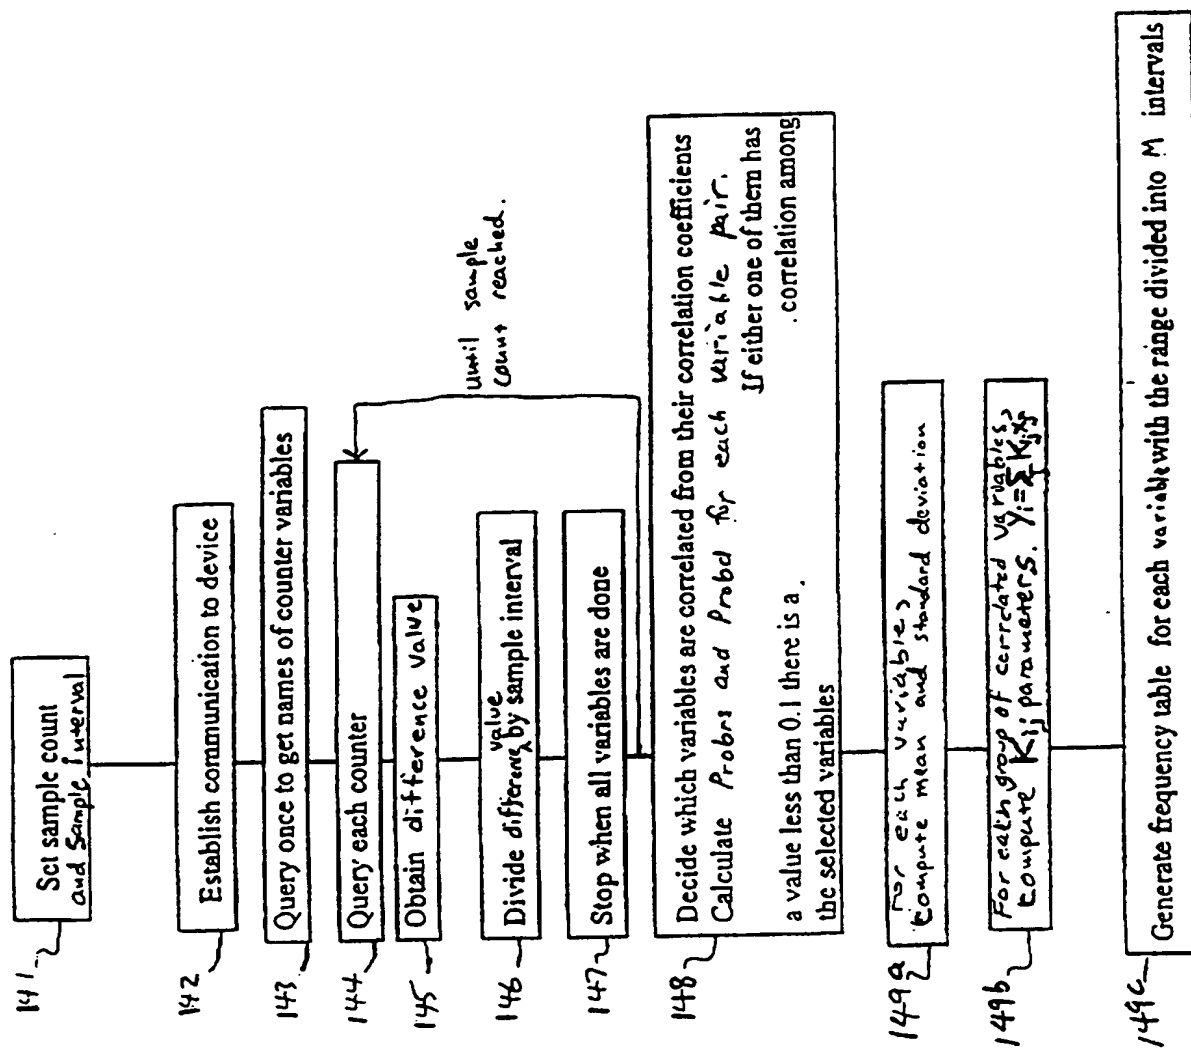 141
Set sample count
and Sample Interval
142
Establish communication to device
143
Query once to get names of counter variables
144
Query each counter
145
Obtain difference value
146
Divide difference value by sample interval
147
Stop when all variables are done
until sample
count reached.
148
Decide which variables are correlated from their correlation coefficients
Calculate Probrs and Probd for each variable pair.
If either one of them has
a value less than 0.1 there is a . correlation among
the selected variables
149a
For each variable,
compute mean and standard deviation
149b
For each group of correlated variables,
compute Kij parameters. Yi=∑KijXj
149c
Generate frequency table for each variable with the range divided into M intervals